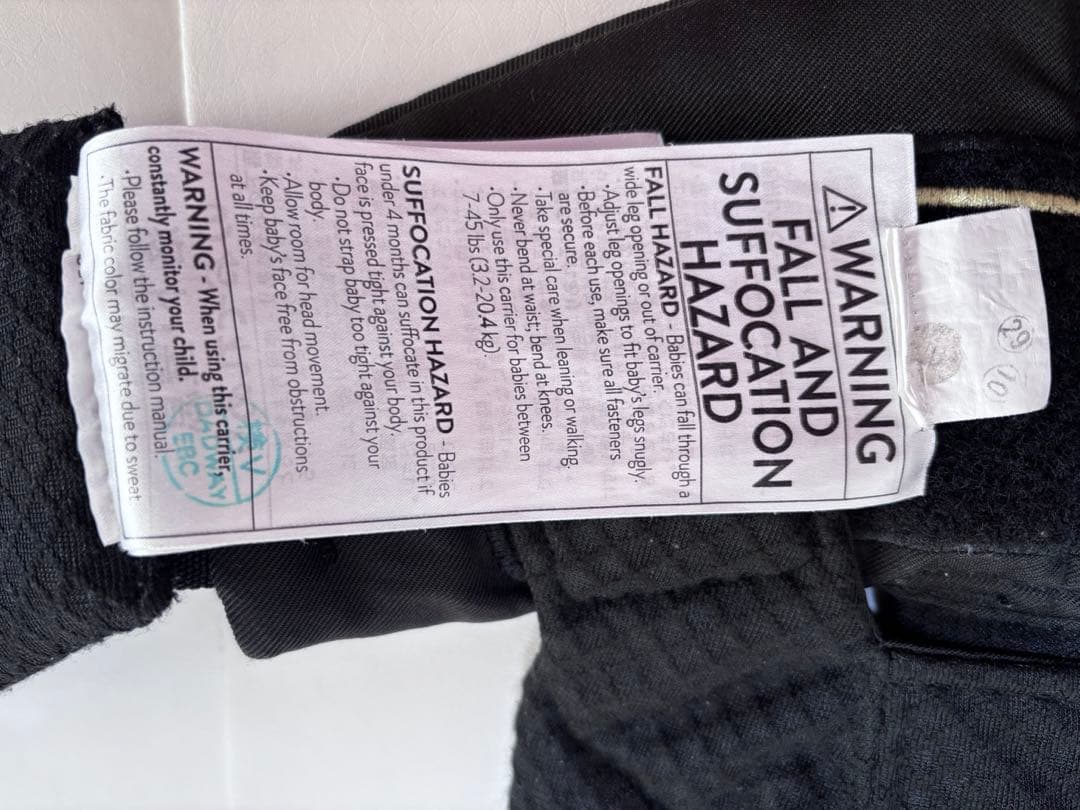 ⚠ WARNING
FALL AND
SUFFOCATION
HAZARD
FALL HAZARD - Babies can fall through a
wide leg opening or out of carrier.
•Adjust leg openings to fit baby's legs snugly.
•Before each use, make sure all fasteners
are secure.
•Take special care when leaning or walking.
•Never bend at waist; bend at knees.
•Only use this carrier for babies between
7-45 lbs (3.2-20.4 kg).
SUFFOCATION HAZARD - Babies
under 4 months can suffocate in this product if
face is pressed tight against your body.
•Do not strap baby too tight against your
body.
•Allow room for head movement.
•Keep baby's face free from obstructions
at all times.
WARNING - When using this carrier,
constantly monitor your child.
•Please follow the instruction manual.
•The fabric color may migrate due to sweat
検 V
DADWAY
EBC
29
10